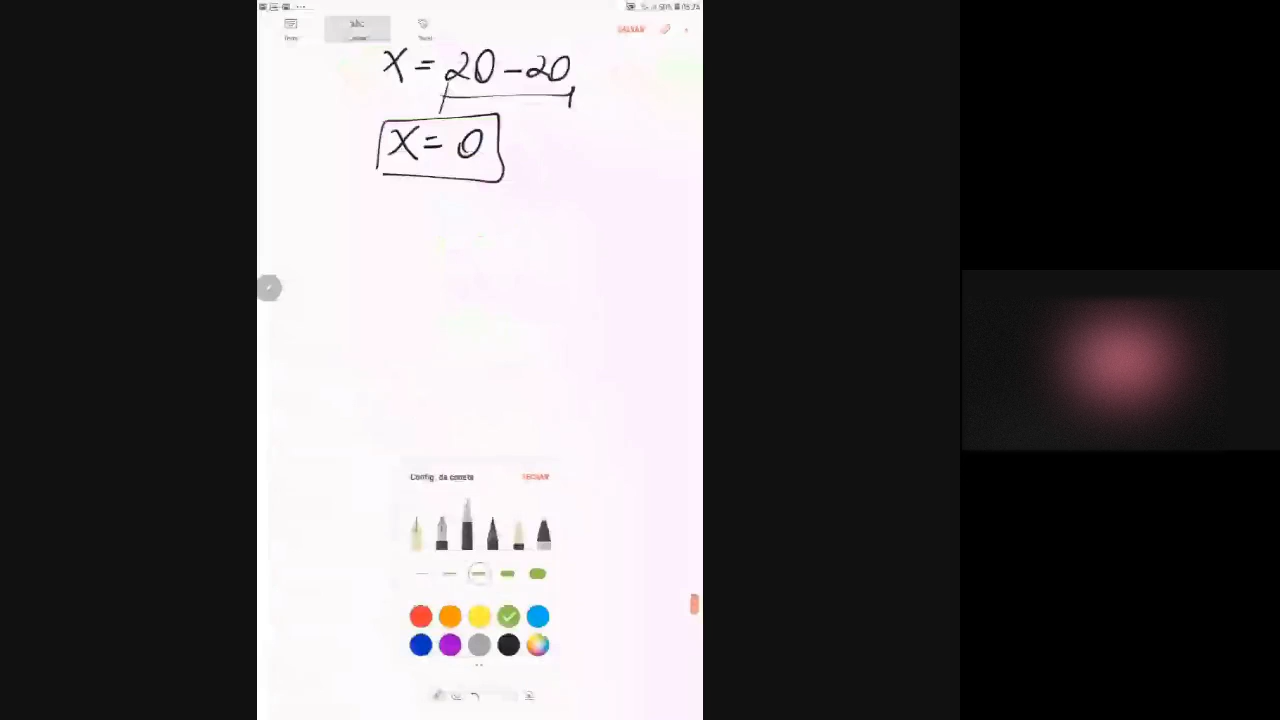 SALVAR
X = 20 - 20
X = 0
Config. da caneta FECHAR